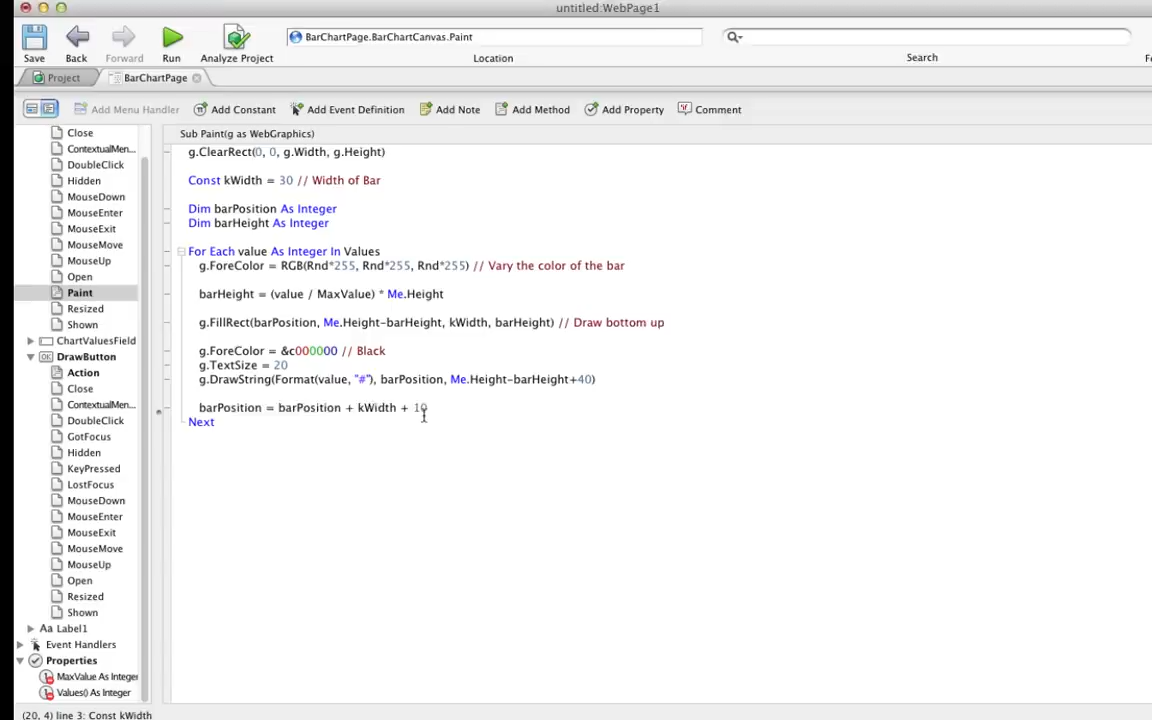 untitled:WebPage1
BarChartPage.BarChartCanvas.Paint
Save
Back
Forward
Run
Analyze Project
Location
Search
Project
BarChartPage
Add Menu Handler
Add Constant
Add Event Definition
Add Note
Add Method
Add Property
Comment
Close
ContextualMen...
DoubleClick
Hidden
MouseDown
MouseEnter
MouseExit
MouseMove
MouseUp
Open
Paint
Resized
Shown
ChartValuesField
DrawButton
Action
Close
ContextualMen...
DoubleClick
GotFocus
Hidden
KeyPressed
LostFocus
MouseDown
MouseEnter
MouseExit
MouseMove
MouseUp
Open
Resized
Shown
Aa Label1
Event Handlers
Properties
MaxValue As Integer
Values() As Integer
Sub Paint(g as WebGraphics)
g.ClearRect(0, 0, g.Width, g.Height)
Const kWidth = 30 // Width of Bar
Dim barPosition As Integer
Dim barHeight As Integer
For Each value As Integer In Values
g.ForeColor = RGB(Rnd*255, Rnd*255, Rnd*255) // Vary the color of the bar
barHeight = (value / MaxValue) * Me.Height
g.FillRect(barPosition, Me.Height-barHeight, kWidth, barHeight) // Draw bottom up
g.ForeColor = &c000000 // Black
g.TextSize = 20
g.DrawString(Format(value, "#"), barPosition, Me.Height-barHeight+40)
barPosition = barPosition + kWidth + 10
Next
(20, 4) line 3: Const kWidth